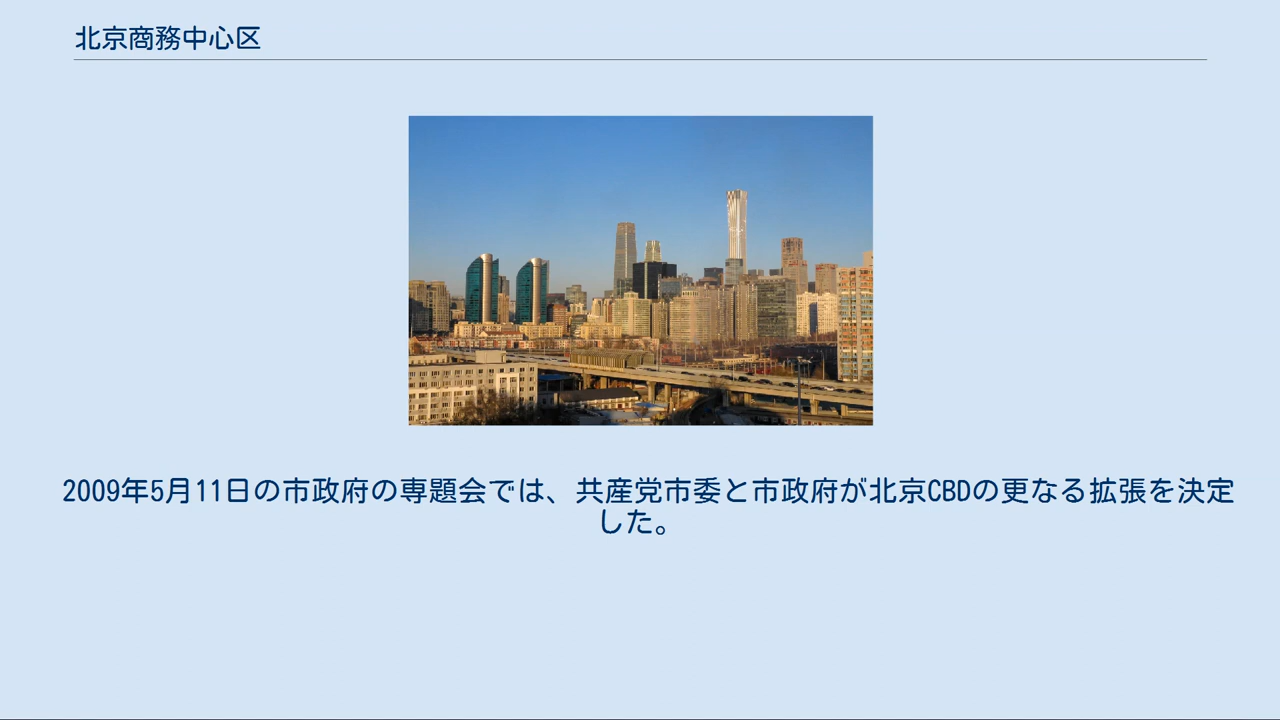 北京商務中心区
2009年5月11日の市政府の専題会では、共産党市委と市政府が北京CBDの更なる拡張を決定
した。